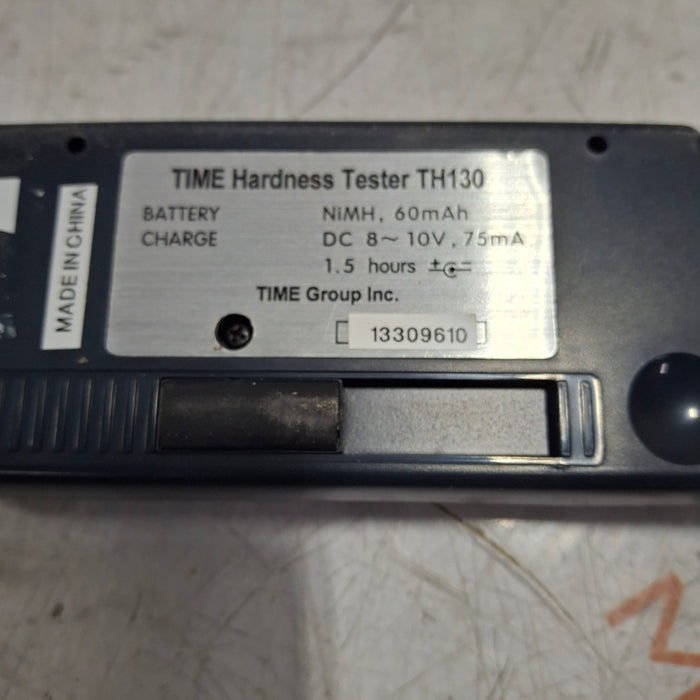 TIME Hardness Tester TH130
BATTERY NiMH, 60mAh
CHARGE DC 8~10V, 75mA
1.5 hours + -
TIME Group Inc.
13309610
MADE IN CHINA